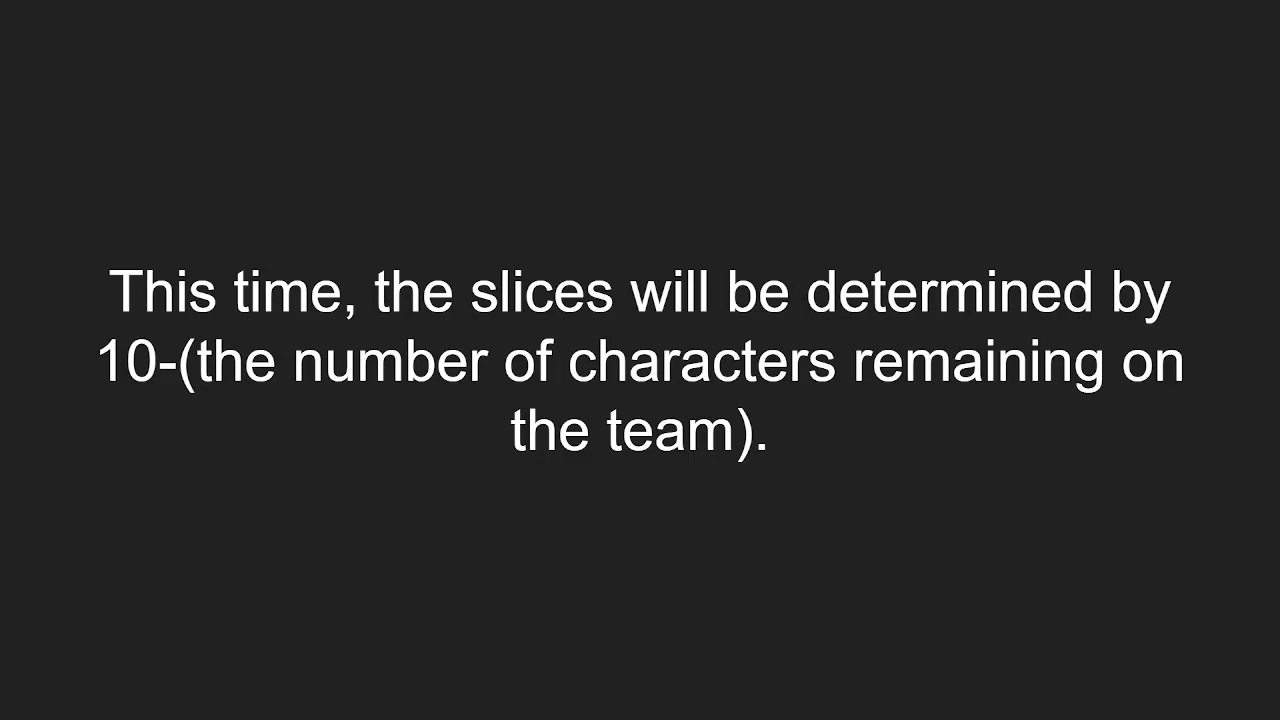 This time, the slices will be determined by
10-(the number of characters remaining on
the team).